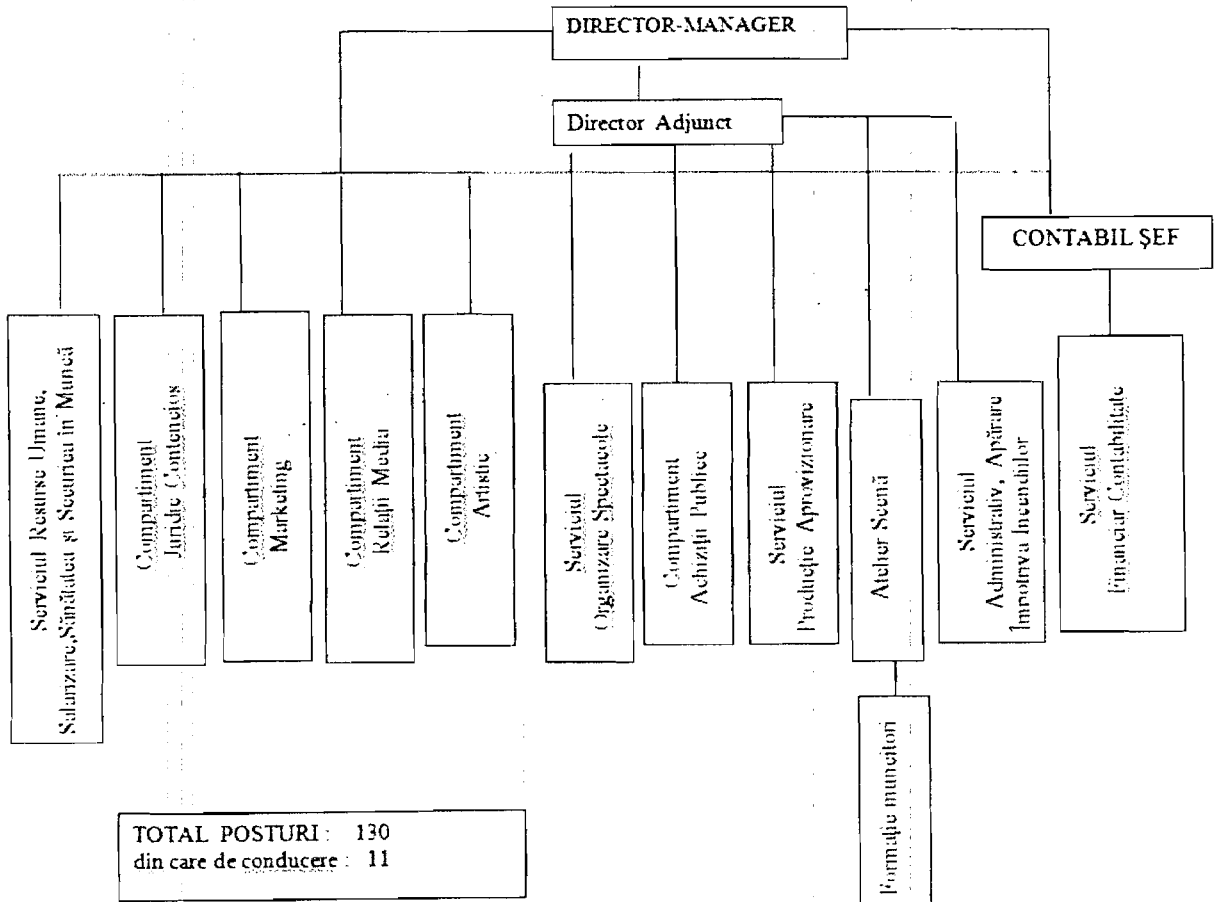 DIRECTOR-MANAGER
Director Adjunct
CONTABIL ŞEF
Serviciul Resurse Umane,
Salarizare,Sănătatea şi Securitea in Muncă
Compartiment
Juridic Contencios
Compartiment
Marketing
Compartiment
Relaţii Media
Compartiment
Artistic
Serviciul
Organizare Spectacole
Compartiment
Achiziţii Publice
Serviciul
Producţie Aprovizionare
Atelier Scenă
Serviciul
Administrativ, Apărare
Impotriva Incendiilor
Serviciul
Financiar Contabilitate
Formaţie muncitori
TOTAL POSTURI : 130
din care de conducere : 11